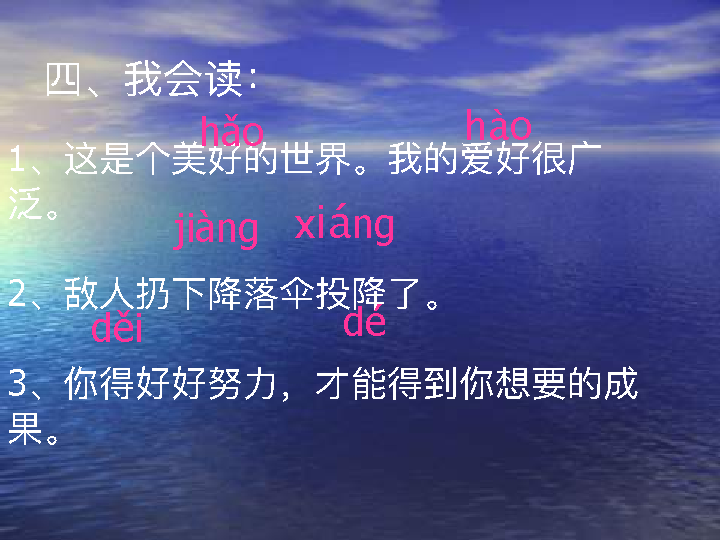 四、我会读：
hǎo hào
1、这是个美好的世界。我的爱好很广
泛。
jiàng xiáng
2、敌人扔下降落伞投降了。
děi dé
3、你得好好努力，才能得到你想要的成
果。